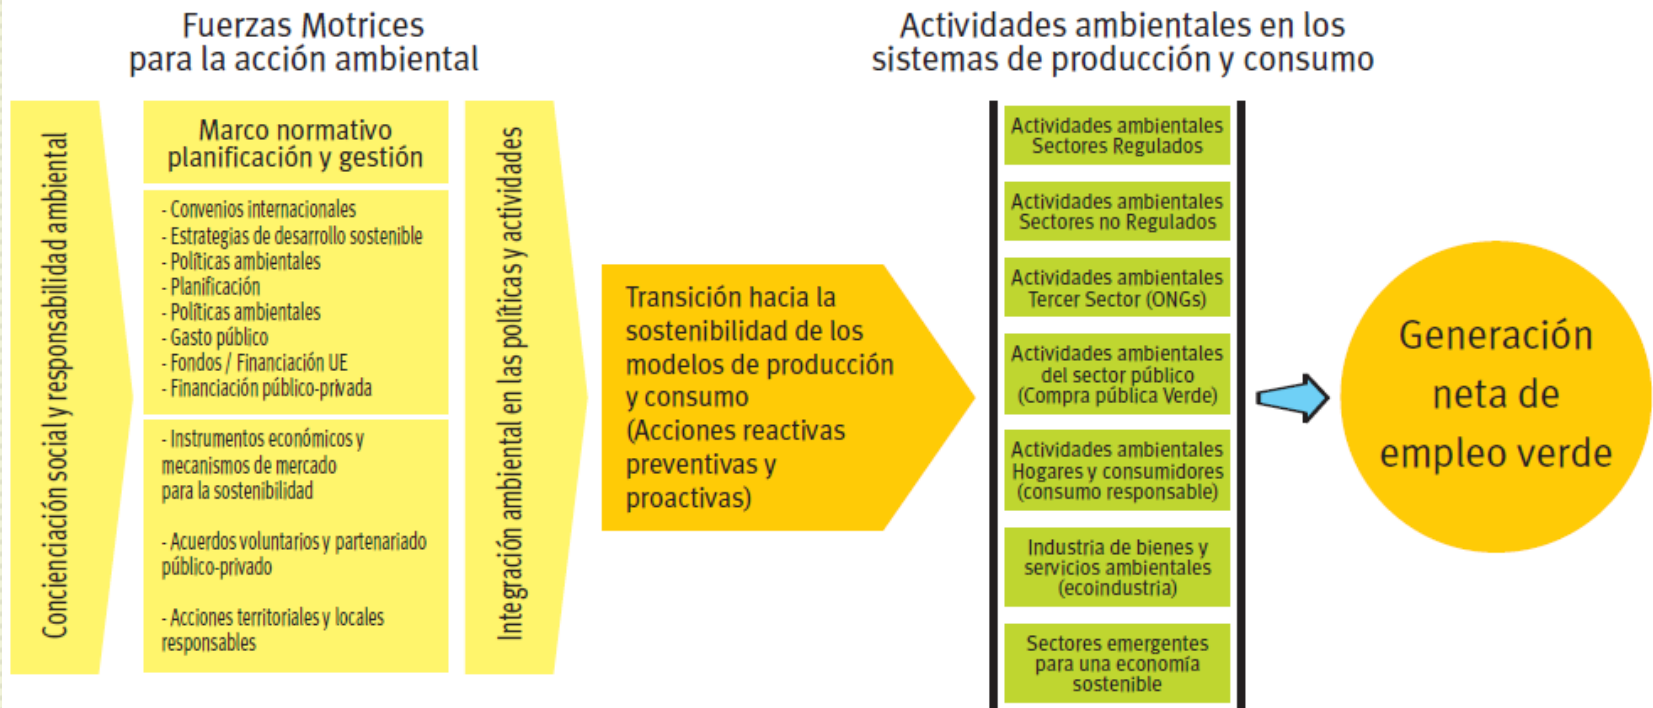 Fuerzas Motrices
para la acción ambiental
Concienciación social y responsabilidad ambiental
Marco normativo
planificación y gestión
- Convenios internacionales
- Estrategias de desarrollo sostenible
- Políticas ambientales
- Planificación
- Políticas ambientales
- Gasto público
- Fondos / Financiación UE
- Financiación público-privada
- Instrumentos económicos y
mecanismos de mercado
para la sostenibilidad
- Acuerdos voluntarios y partenariado
público-privado
- Acciones territoriales y locales
responsables
Integración ambiental en las políticas y actividades
Transición hacia la
sostenibilidad de los
modelos de producción
y consumo
(Acciones reactivas
preventivas y
proactivas)
Actividades ambientales en los
sistemas de producción y consumo
Actividades ambientales
Sectores Regulados
Actividades ambientales
Sectores no Regulados
Actividades ambientales
Tercer Sector (ONGs)
Actividades ambientales
del sector público
(Compra pública Verde)
Actividades ambientales
Hogares y consumidores
(consumo responsable)
Industria de bienes y
servicios ambientales
(ecoindustria)
Sectores emergentes
para una economía
sostenible
Generación
neta de
empleo verde